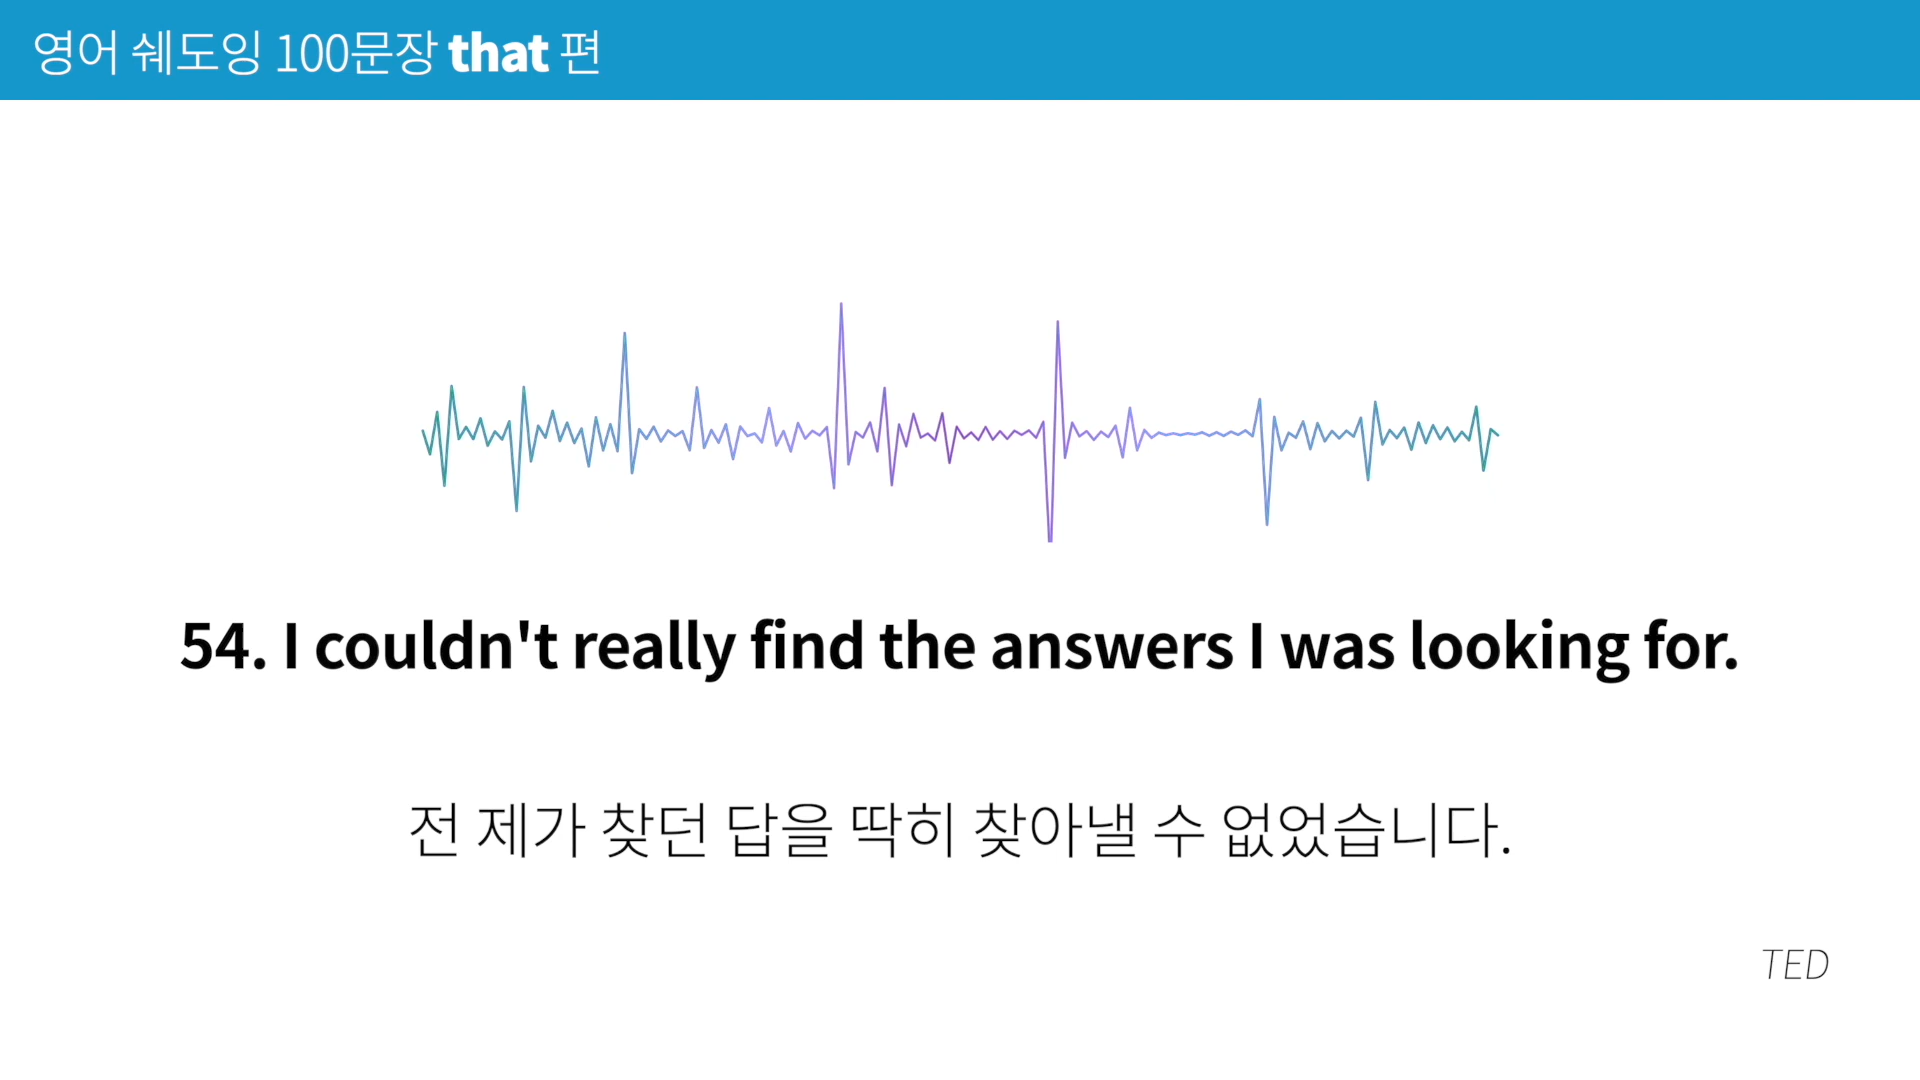 영어 쉐도잉 100문장 that 편
54. I couldn't really find the answers I was looking for.
전 제가 찾던 답을 딱히 찾아낼 수 없었습니다.
TED